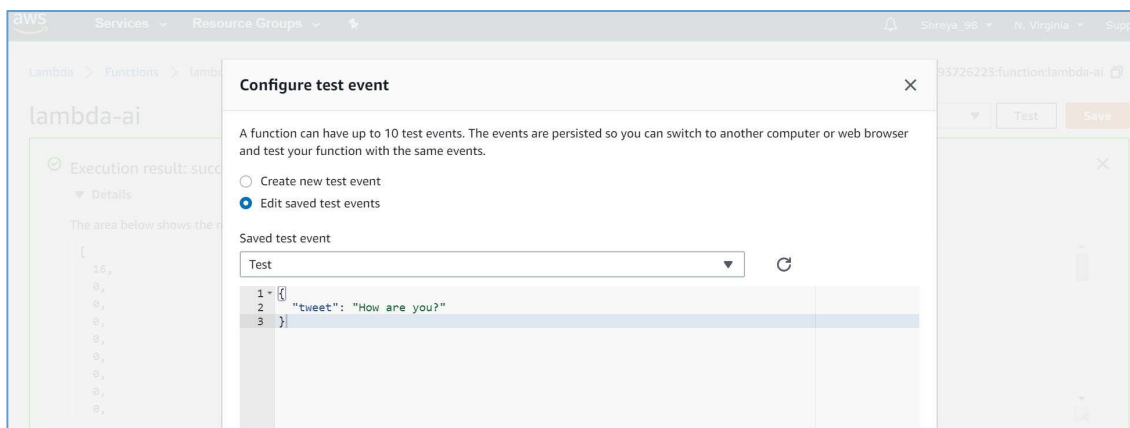 aws Services Resource Groups Shreya_98 N. Virginia Supp
Lambda > Functions > lambd 93726223:function:lambda-ai
lambda-ai Test Save
Execution result: succ
Details
The area below shows the r
[
16,
0,
0,
0,
0,
0,
0,
0,
0,
Configure test event
A function can have up to 10 test events. The events are persisted so you can switch to another computer or web browser
and test your function with the same events.
Create new test event
Edit saved test events
Saved test event
Test
1 {
2 "tweet": "How are you?"
3 }